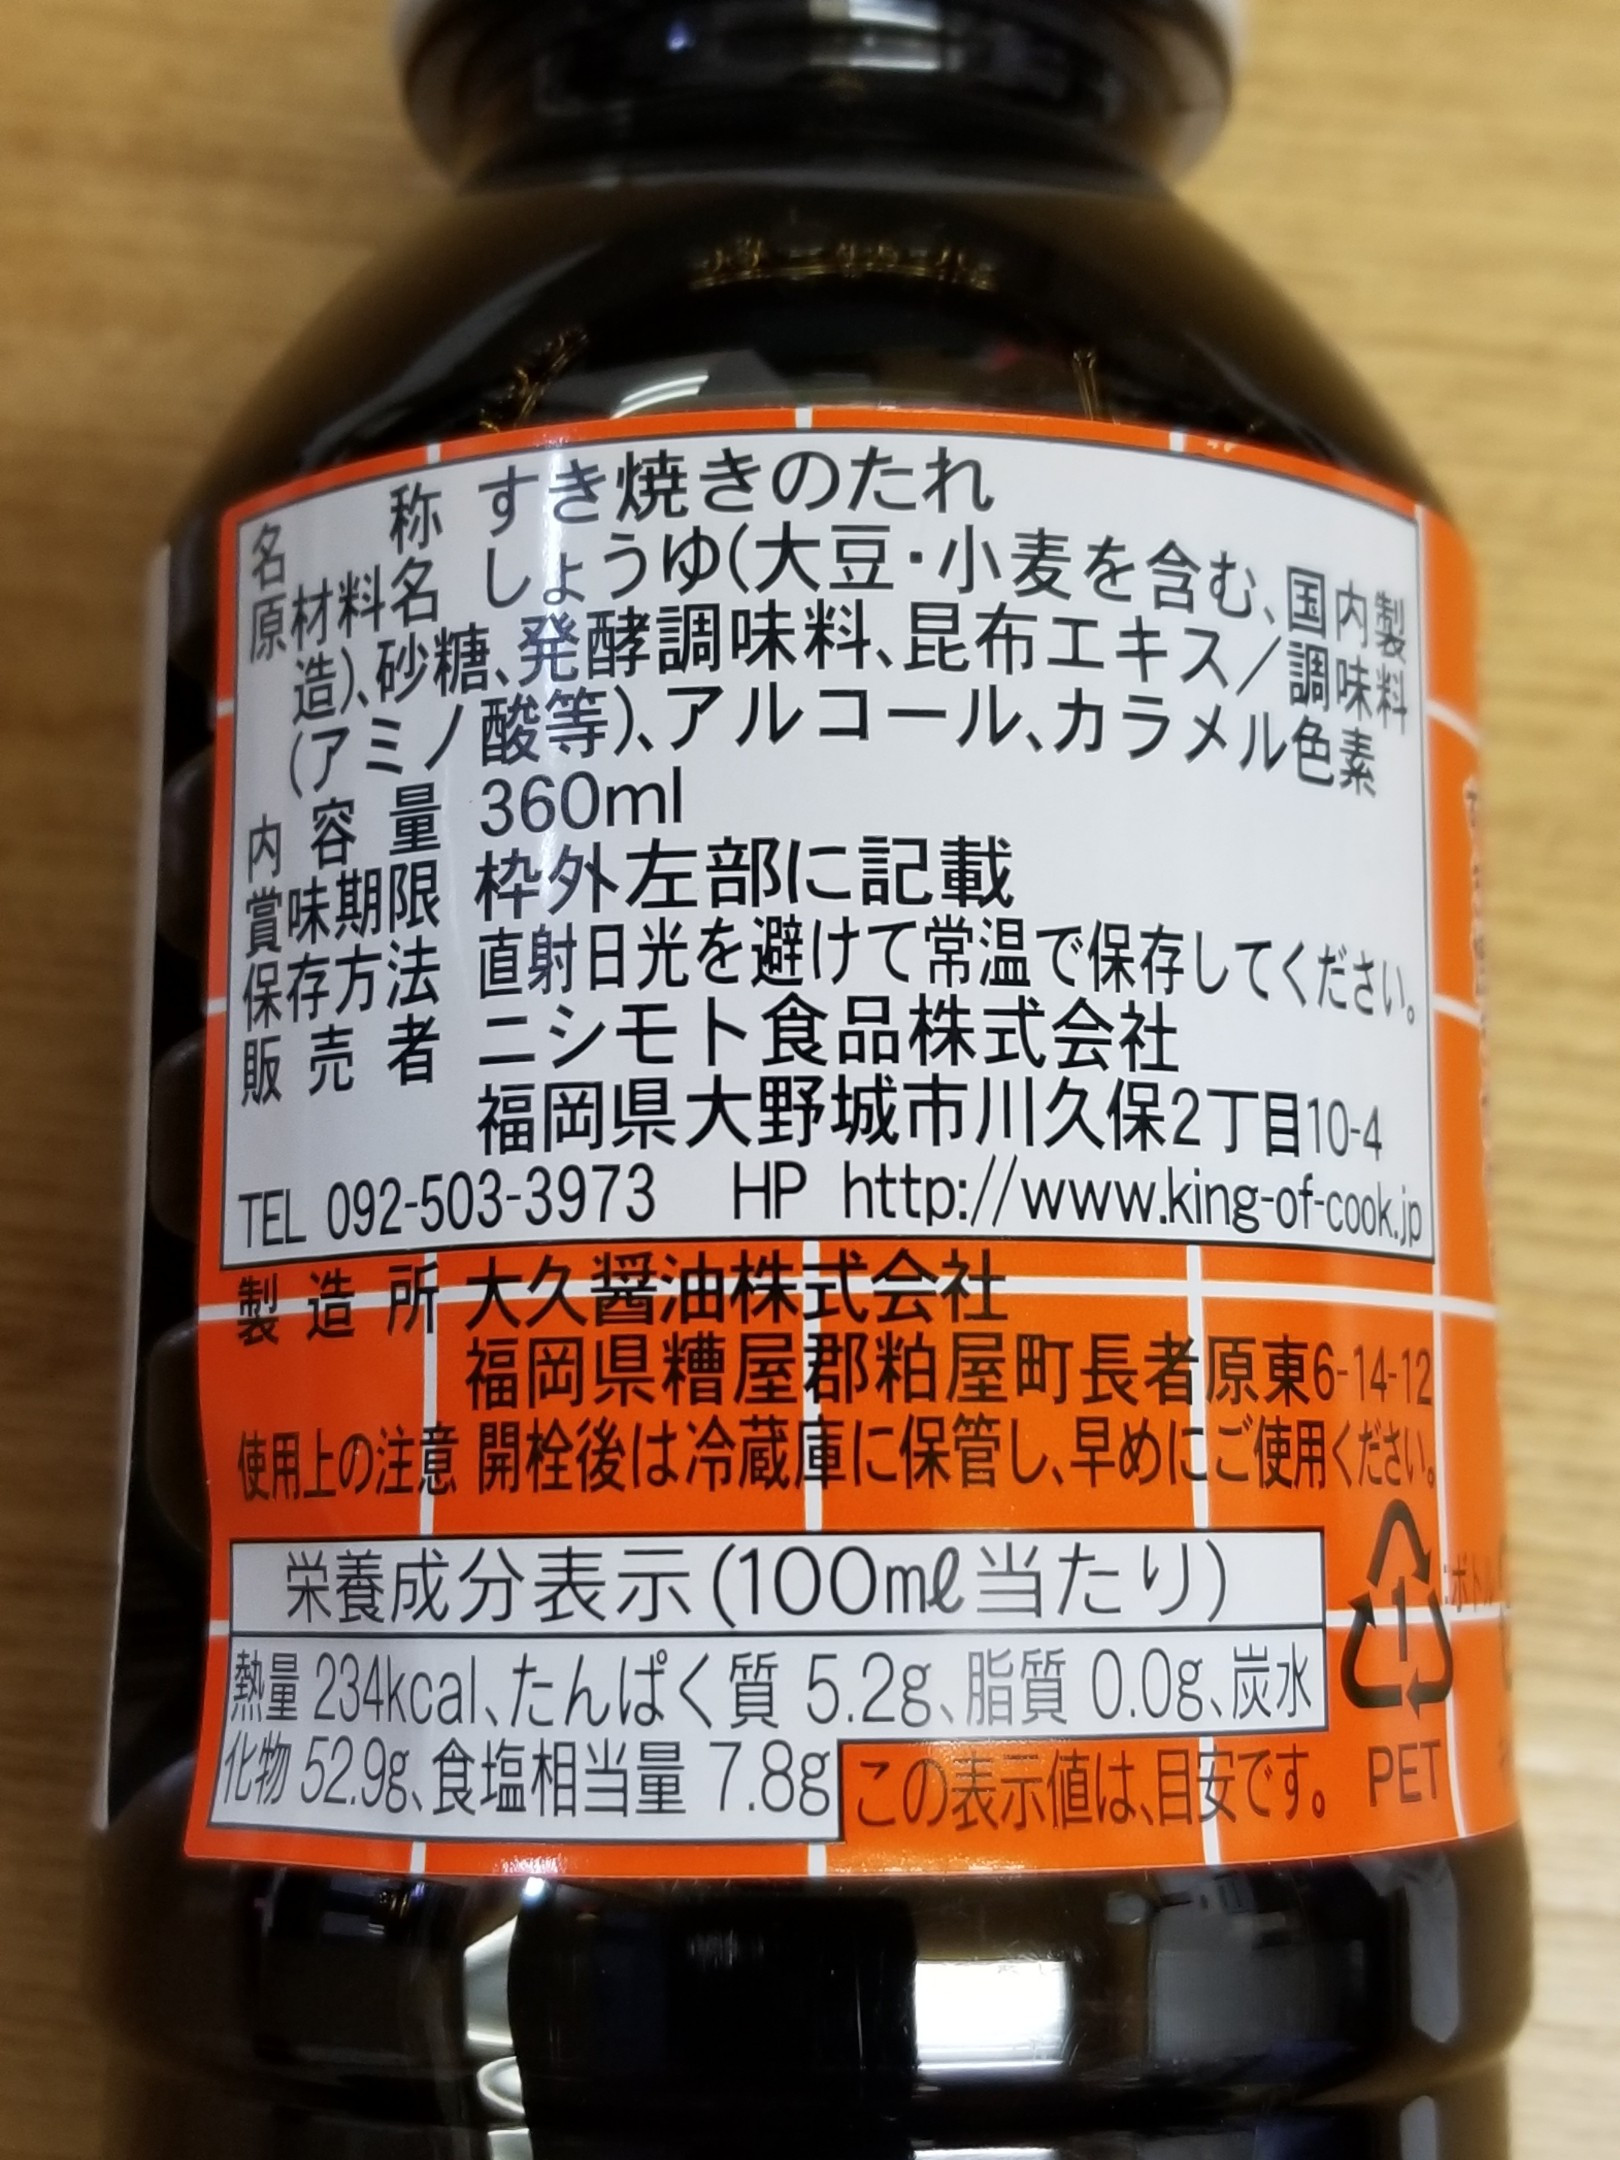 名称 すき焼きのたれ
原材料名 しょうゆ(大豆・小麦を含む、国内製
造)、砂糖、発酵調味料、昆布エキス/調味料
(アミノ酸等)、アルコール、カラメル色素
内容量 360ml
賞味期限 枠外左部に記載
保存方法 直射日光を避けて常温で保存してください。
販売者 ニシモト食品株式会社
福岡県大野城市川久保2丁目10-4
TEL 092-503-3973 HP http://www.king-of-cook.jp
製造所 大久醤油株式会社
福岡県糟屋郡粕屋町長者原東6-14-12
使用上の注意 開栓後は冷蔵庫に保管し、早めにご使用ください。
栄養成分表示(100mℓ当たり)
熱量 234kcal、たんぱく質 5.2g、脂質 0.0g、炭水
化物 52.9g、食塩相当量 7.8g
この表示値は、目安です。
1
PET
:ボトル